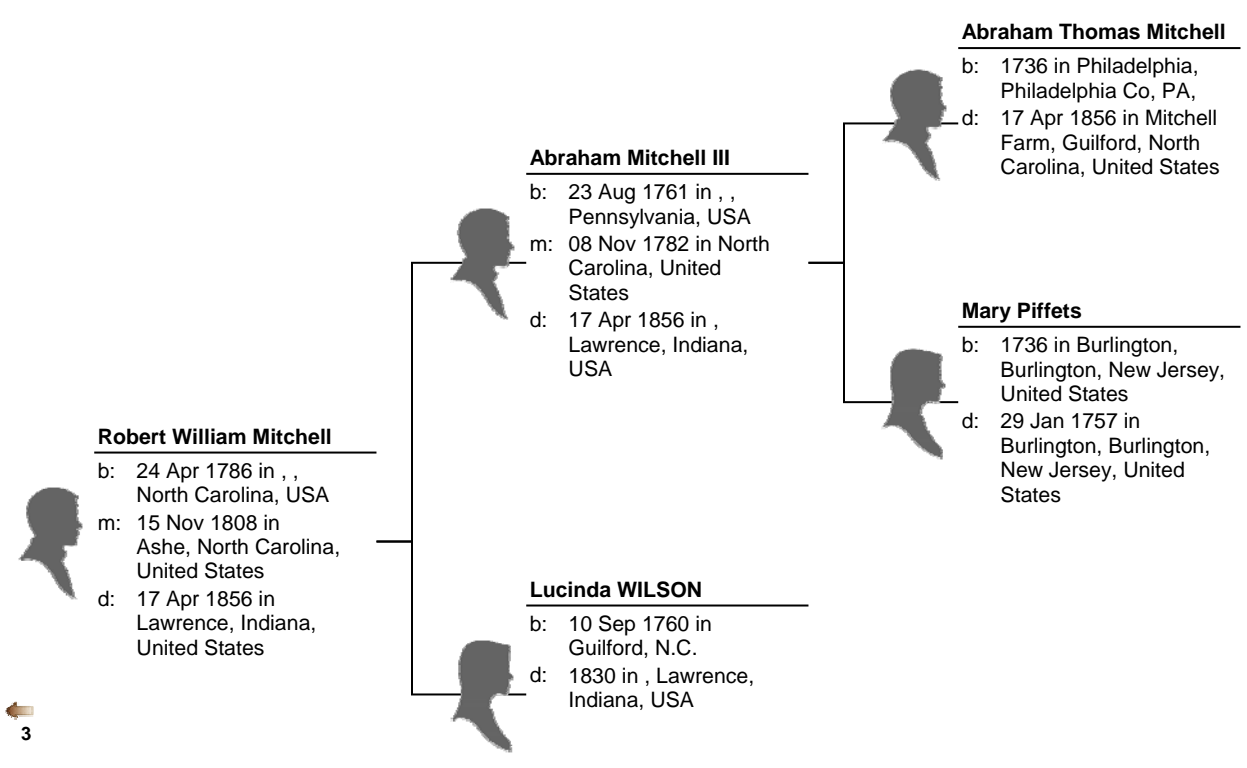 Abraham Thomas Mitchell
b: 1736 in Philadelphia,
Philadelphia Co, PA,
d: 17 Apr 1856 in Mitchell
Farm, Guilford, North
Carolina, United States
Abraham Mitchell III
b: 23 Aug 1761 in , ,
Pennsylvania, USA
m: 08 Nov 1782 in North
Carolina, United
States
d: 17 Apr 1856 in ,
Lawrence, Indiana,
USA
Mary Piffets
b: 1736 in Burlington,
Burlington, New Jersey,
United States
d: 29 Jan 1757 in
Burlington, Burlington,
New Jersey, United
States
Robert William Mitchell
b: 24 Apr 1786 in , ,
North Carolina, USA
m: 15 Nov 1808 in
Ashe, North Carolina,
United States
d: 17 Apr 1856 in
Lawrence, Indiana,
United States
Lucinda WILSON
b: 10 Sep 1760 in
Guilford, N.C.
d: 1830 in , Lawrence,
Indiana, USA
3